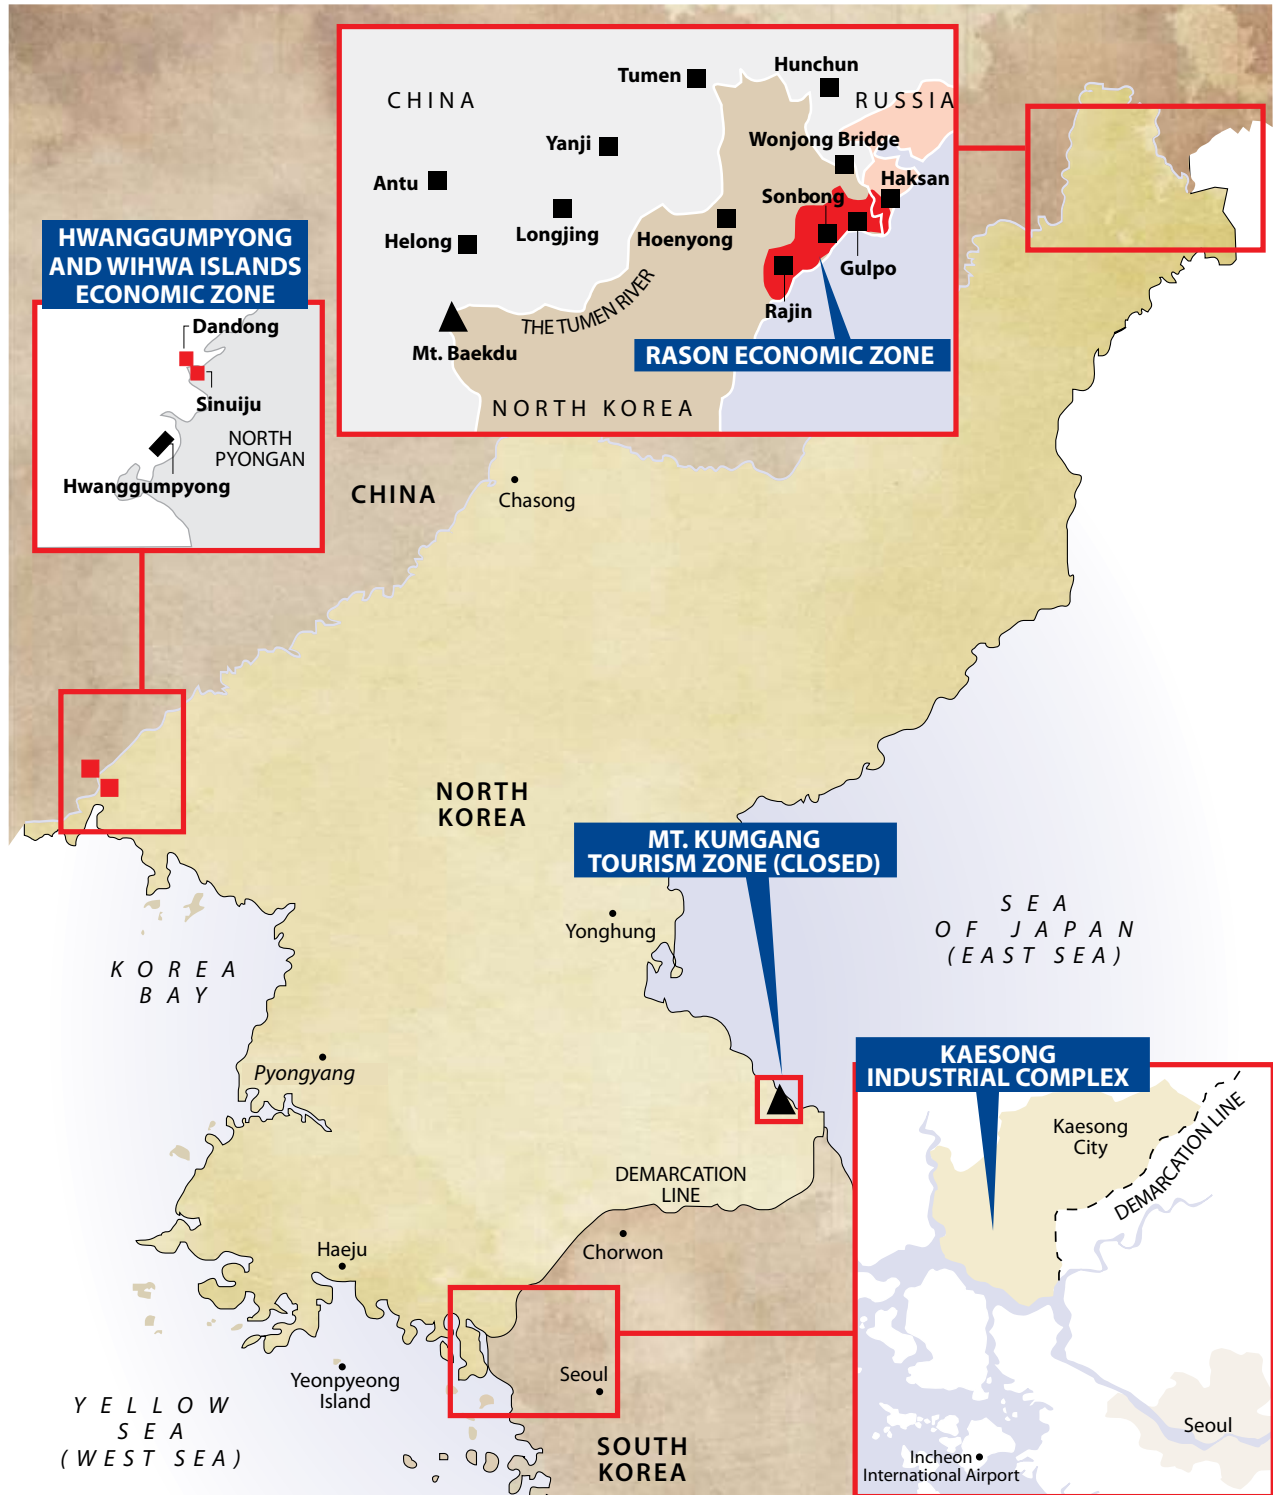 CHINA
Tumen
Hunchun
RUSSIA
Yanji
Wonjong Bridge
Antu
Haksan
Sonbong
Helong
Longjing
Hoenyong
Gulpo
Rajin
THE TUMEN RIVER
Mt. Baekdu
RASON ECONOMIC ZONE
NORTH KOREA
HWANGGUMPYONG
AND WIHWA ISLANDS
ECONOMIC ZONE
Dandong
Sinuiju
NORTH
PYONGAN
Hwanggumpyong
CHINA
Chasong
NORTH
KOREA
MT. KUMGANG
TOURISM ZONE (CLOSED)
Yonghung
SEA
OF JAPAN
(EAST SEA)
KOREA
BAY
Pyongyang
KAESONG
INDUSTRIAL COMPLEX
Kaesong
City
DEMARCATION LINE
DEMARCATION
LINE
Chorwon
Haeju
Yeonpyeong
Island
Seoul
YELLOW
SEA
(WEST SEA)
SOUTH
KOREA
Seoul
Incheon
International Airport